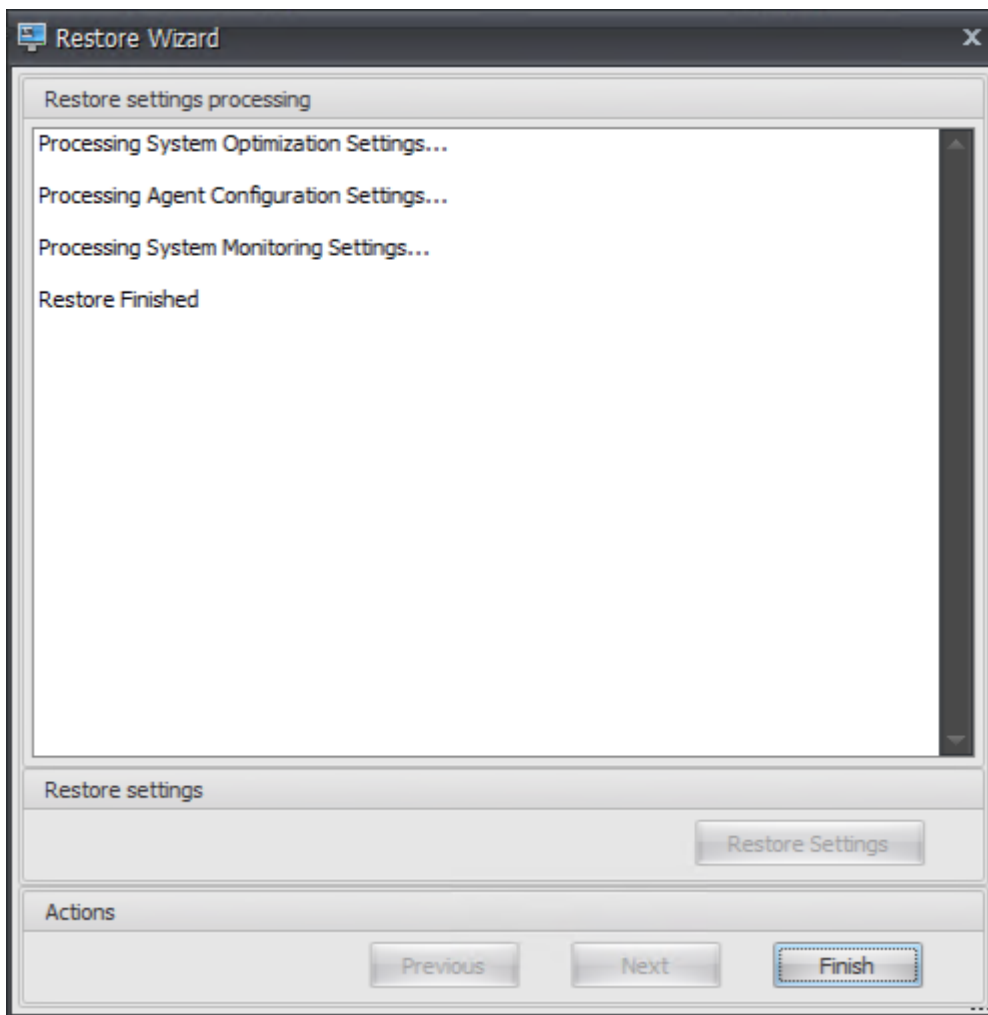 Restore Wizard
Restore settings processing
Processing System Optimization Settings...
Processing Agent Configuration Settings...
Processing System Monitoring Settings...
Restore Finished
Restore settings
Restore Settings
Actions
Previous
Next
Finish